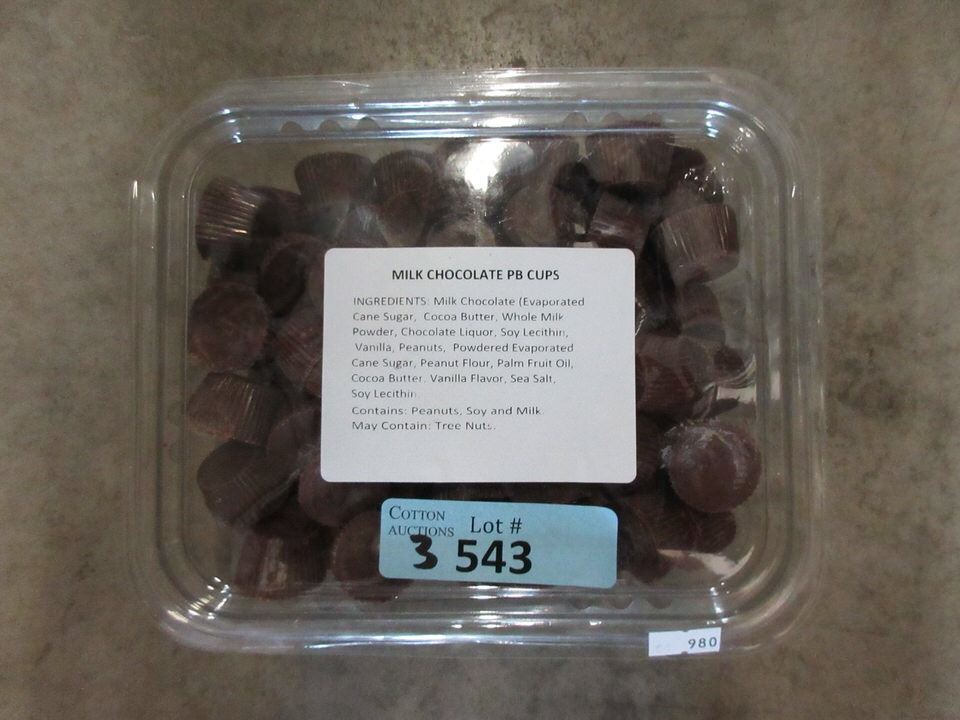 MILK CHOCOLATE PB CUPS
INGREDIENTS: Milk Chocolate (Evaporated
Cane Sugar, Cocoa Butter, Whole Milk
Powder, Chocolate Liquor, Soy Lecithin,
Vanilla, Peanuts, Powdered Evaporated
Cane Sugar, Peanut Flour, Palm Fruit Oil,
Cocoa Butter. Vanilla Flavor, Sea Salt,
Soy Lecithin.
Contains: Peanuts, Soy and Milk.
May Contain: Tree Nuts.
COTTON
AUCTIONS Lot #
3 543
980